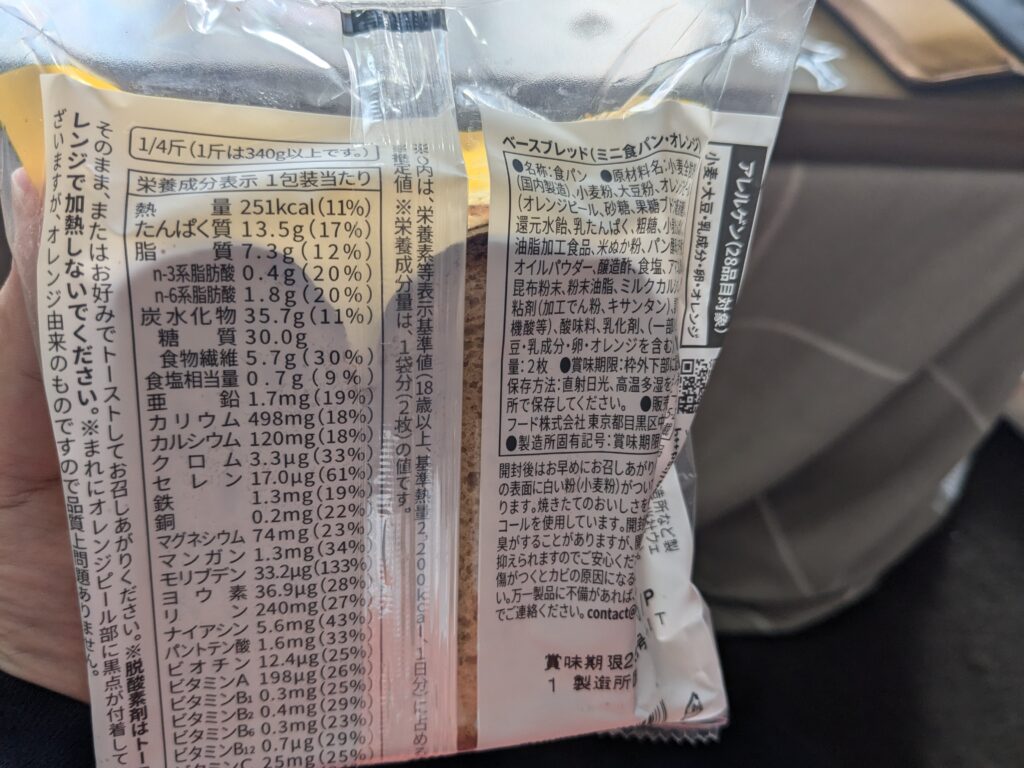 そのまま、またはお好みでトーストしてお召しあがりください。※脱酸素剤はトー
レンジで加熱しないでください。※まれにオレンジピール部に黒点が付着して
ざいますが、オレンジ由来のものですので品質上問題ありません。
1/4斤(1斤は340g以上です。)
栄養成分表示 1包装当たり
熱量 251kcal(11%)
たんぱく質 13.5g(17%)
脂質 7.3g(12%)
n-3系脂肪酸 0.4g(20%)
n-6系脂肪酸 1.8g(20%)
炭水化物 35.7g(11%)
糖質 30.0g
食物繊維 5.7g(30%)
食塩相当量 0.7g(9%)
亜鉛 1.7mg(19%)
カリウム 498mg(18%)
カルシウム 120mg(18%)
クロム 3.3μg(33%)
セレン 17.0μg(61%)
鉄 1.3mg(19%)
銅 0.2mg(22%)
マグネシウム 74mg(23%)
マンガン 1.3mg(34%)
モリブデン 33.2μg(133%)
ヨウ素 36.9μg(28%)
リン 240mg(27%)
ナイアシン 5.6mg(43%)
パントテン酸 1.6mg(33%)
ビオチン 12.4μg(25%)
ビタミンA 198μg(26%)
ビタミンB1 0.3mg(25%)
ビタミンB2 0.4mg(29%)
ビタミンB6 0.3mg(23%)
ビタミンB12 0.7μg(29%)
ビタミンC 25mg(25%)
※()内は、栄養素等表示基準値(18歳以上、基準熱量2,200kcal、1日分)に占める
推定値 ※栄養成分量は、1袋分(2枚)の値です。
ベースブレッド(ミニ食パン・オレンジ)
●名称:食パン ●原材料名:小麦全粒
(国内製造)、小麦粉、大豆粉、オレンジピ
(オレンジピール、砂糖、果糖ブ
還元水飴、乳たんぱく、粗糖、小麦
油脂加工食品、米ぬか粉、パン
オイルパウダー、醸造酢、食塩、
昆布粉末、粉末油脂、ミルクカルシ
粘剤(加工でん粉、キサンタン)、
機酸等)、酸味料、乳化剤、(一部
豆・乳成分・卵・オレンジを含む)
量:2枚 ●賞味期限:枠外下部に
保存方法:直射日光、高温多湿を
所で保存してください。 ●販売
フード株式会社 東京都目黒区中
●製造所固有記号:賞味期限
開封後はお早めにお召しあがり
の表面に白い粉(小麦粉)がつい
ります。焼きたてのおいしさを
コールを使用しています。開封
臭がすることがありますが、
抑えられますのでご安心くだ
傷がつくとカビの原因になる
い。万一製品に不備があれば、
でご連絡ください。contact@
アレルゲン(28品目対象)
小麦・大豆・乳成分・卵・オレンジ
賞味期限2
1 製造所